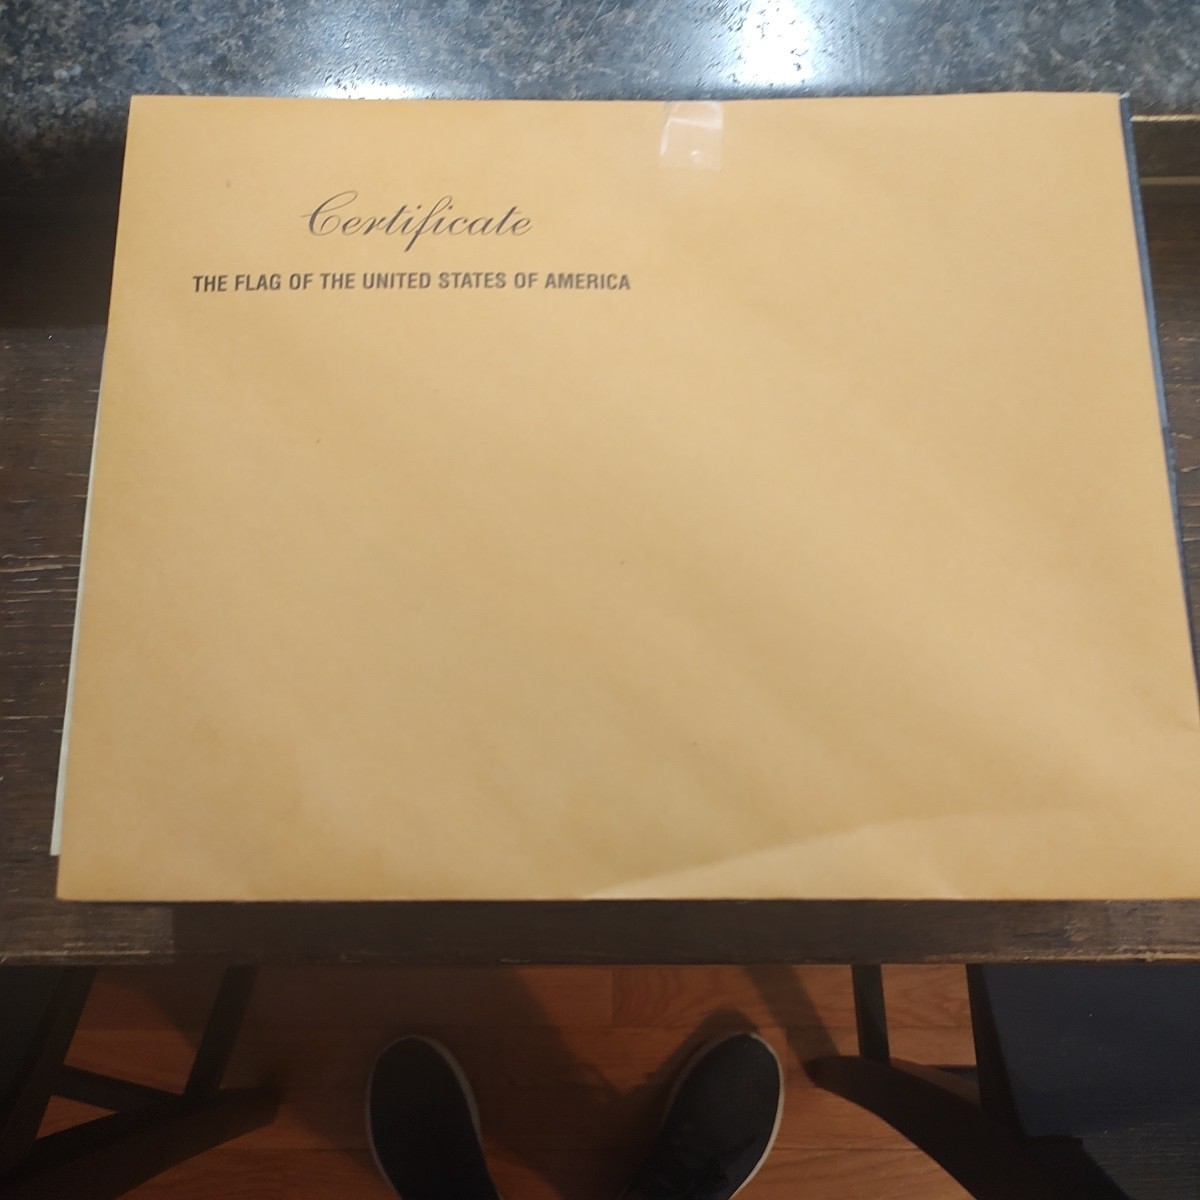 Certificate
THE FLAG OF THE UNITED STATES OF AMERICA